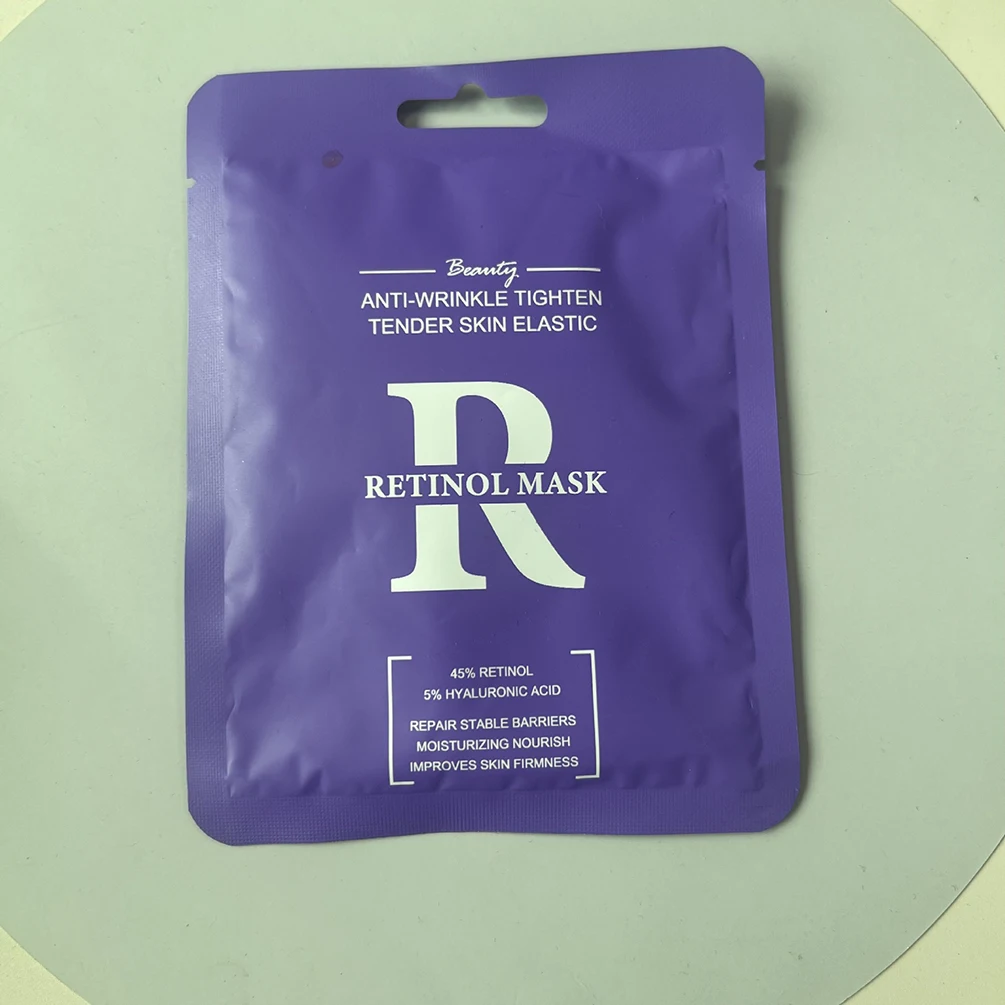 Beauty
ANTI-WRINKLE TIGHTEN
TENDER SKIN ELASTIC
R
RETINOL MASK
45% RETINOL
5% HYALURONIC ACID
REPAIR STABLE BARRIERS
MOISTURIZING NOURISH
IMPROVES SKIN FIRMNESS